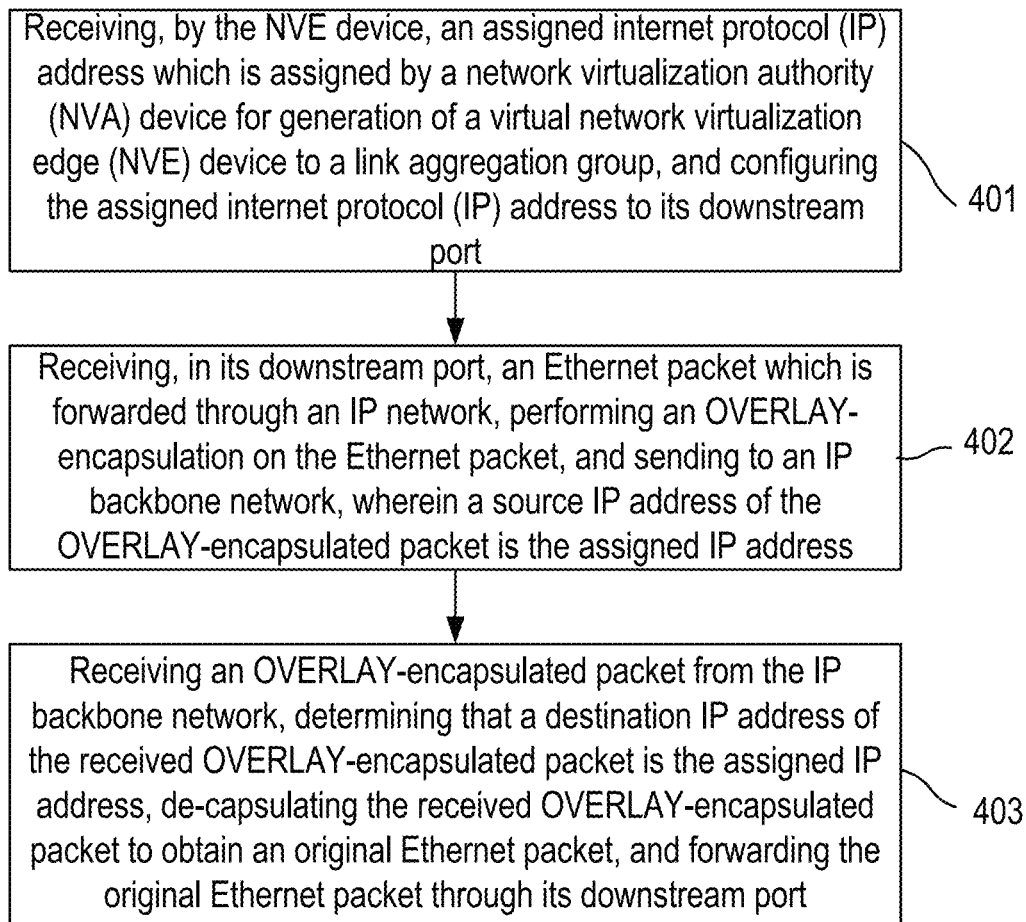 Receiving, by the NVE device, an assigned internet protocol (IP)
address which is assigned by a network virtualization authority
(NVA) device for generation of a virtual network virtualization
edge (NVE) device to a link aggregation group, and configuring
the assigned internet protocol (IP) address to its downstream
port
401
Receiving, in its downstream port, an Ethernet packet which is
forwarded through an IP network, performing an OVERLAY-
encapsulation on the Ethernet packet, and sending to an IP
backbone network, wherein a source IP address of the
OVERLAY-encapsulated packet is the assigned IP address
402
Receiving an OVERLAY-encapsulated packet from the IP
backbone network, determining that a destination IP address of
the received OVERLAY-encapsulated packet is the assigned IP
address, de-capsulating the received OVERLAY-encapsulated
packet to obtain an original Ethernet packet, and forwarding the
original Ethernet packet through its downstream port
403